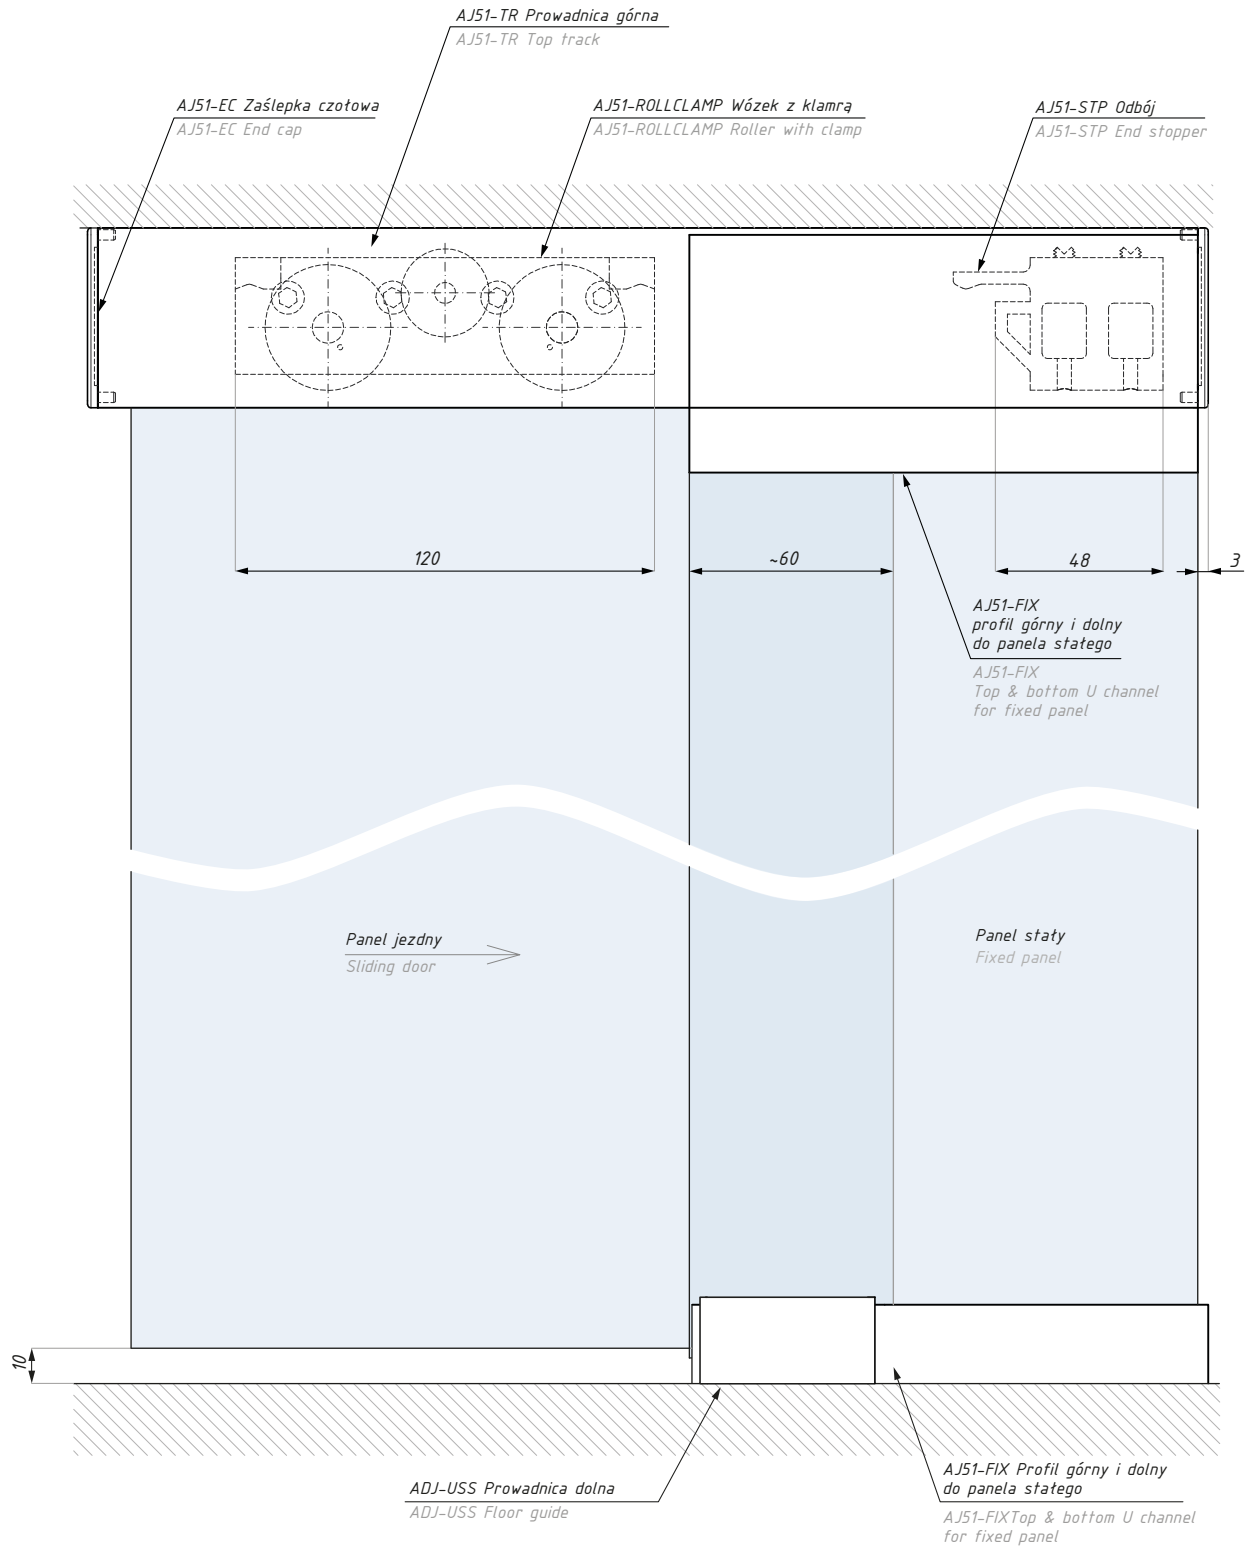 AJ51-TR Prowadnica górna
AJ51-TR Top track
AJ51-EC Zaślepka czołowa
AJ51-EC End cap
AJ51-ROLLCLAMP Wózek z klamrą
AJ51-ROLLCLAMP Roller with clamp
AJ51-STP Odbój
AJ51-STP End stopper
120
~60
48
3
AJ51-FIX
profil górny i dolny
do panela stałego
AJ51-FIX
Top & bottom U channel
for fixed panel
Panel jezdny
Sliding door
Panel stały
Fixed panel
10
ADJ-USS Prowadnica dolna
ADJ-USS Floor guide
AJ51-FIX Profil górny i dolny
do panela stałego
AJ51-FIXTop & bottom U channel
for fixed panel